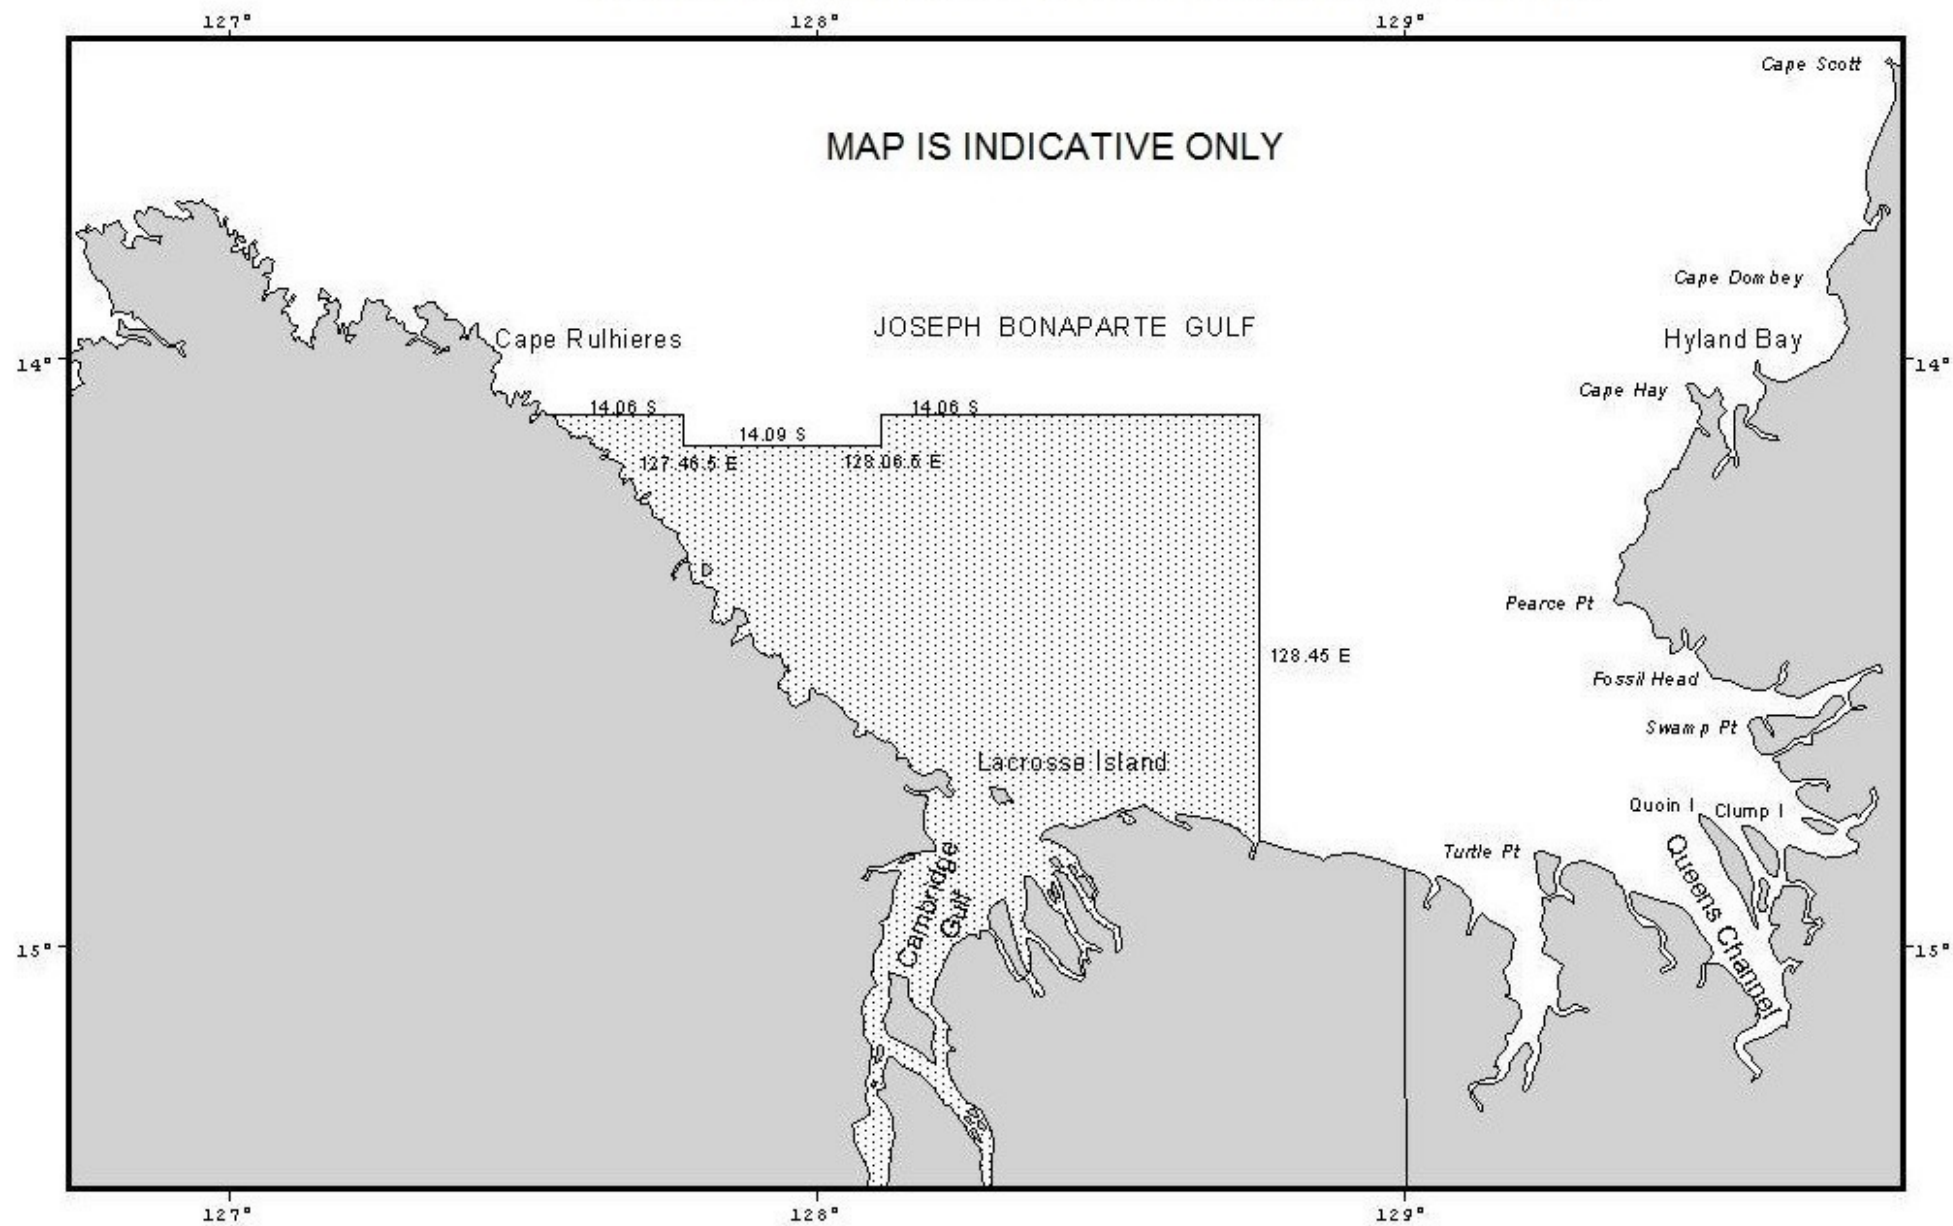 127°
128°
129°
Cape Scott
MAP IS INDICATIVE ONLY
Cape Dombey
JOSEPH BONAPARTE GULF
Cape Rulhieres
Hyland Bay
14°
14°
Cape Hay
14.06 S
14.06 S
14.09 S
127.46.5 E
128.06.5 E
Pearce Pt
128.45 E
Fossil Head
Swamp Pt
Lacrosse Island
Quoin I
Clump I
Turtle Pt
Cambridge
Gulf
Queens Channel
15°
15°
127°
128°
129°